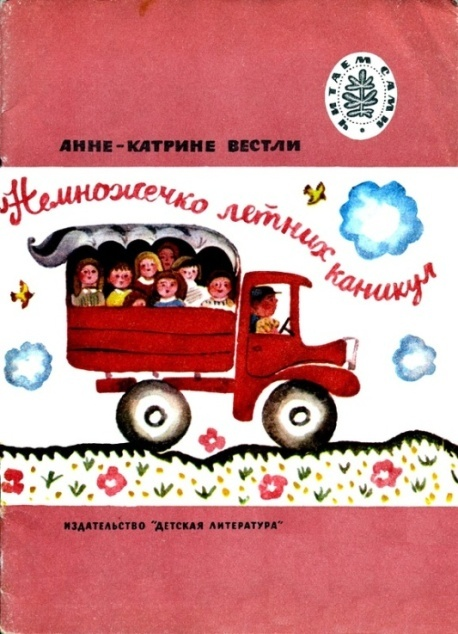 ЧИТАЕМ САМИ
АННЕ-КАТРИНЕ ВЕСТЛИ
Немножечко летних каникул
ИЗДАТЕЛЬСТВО "ДЕТСКАЯ ЛИТЕРАТУРА"